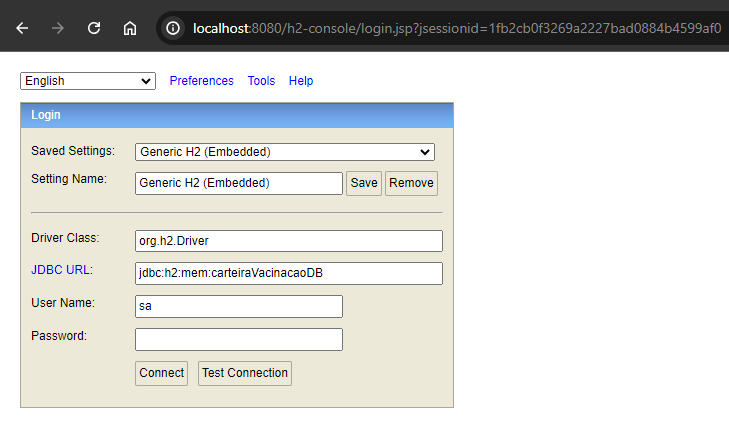 localhost:8080/h2-console/login.jsp?jsessionid=1fb2cb0f3269a2227bad0884b4599af0
English Preferences Tools Help
Login
Saved Settings: Generic H2 (Embedded)
Setting Name: Generic H2 (Embedded) Save Remove
Driver Class: org.h2.Driver
JDBC URL: jdbc:h2:mem:carteiraVacinacaoDB
User Name: sa
Password:
Connect Test Connection